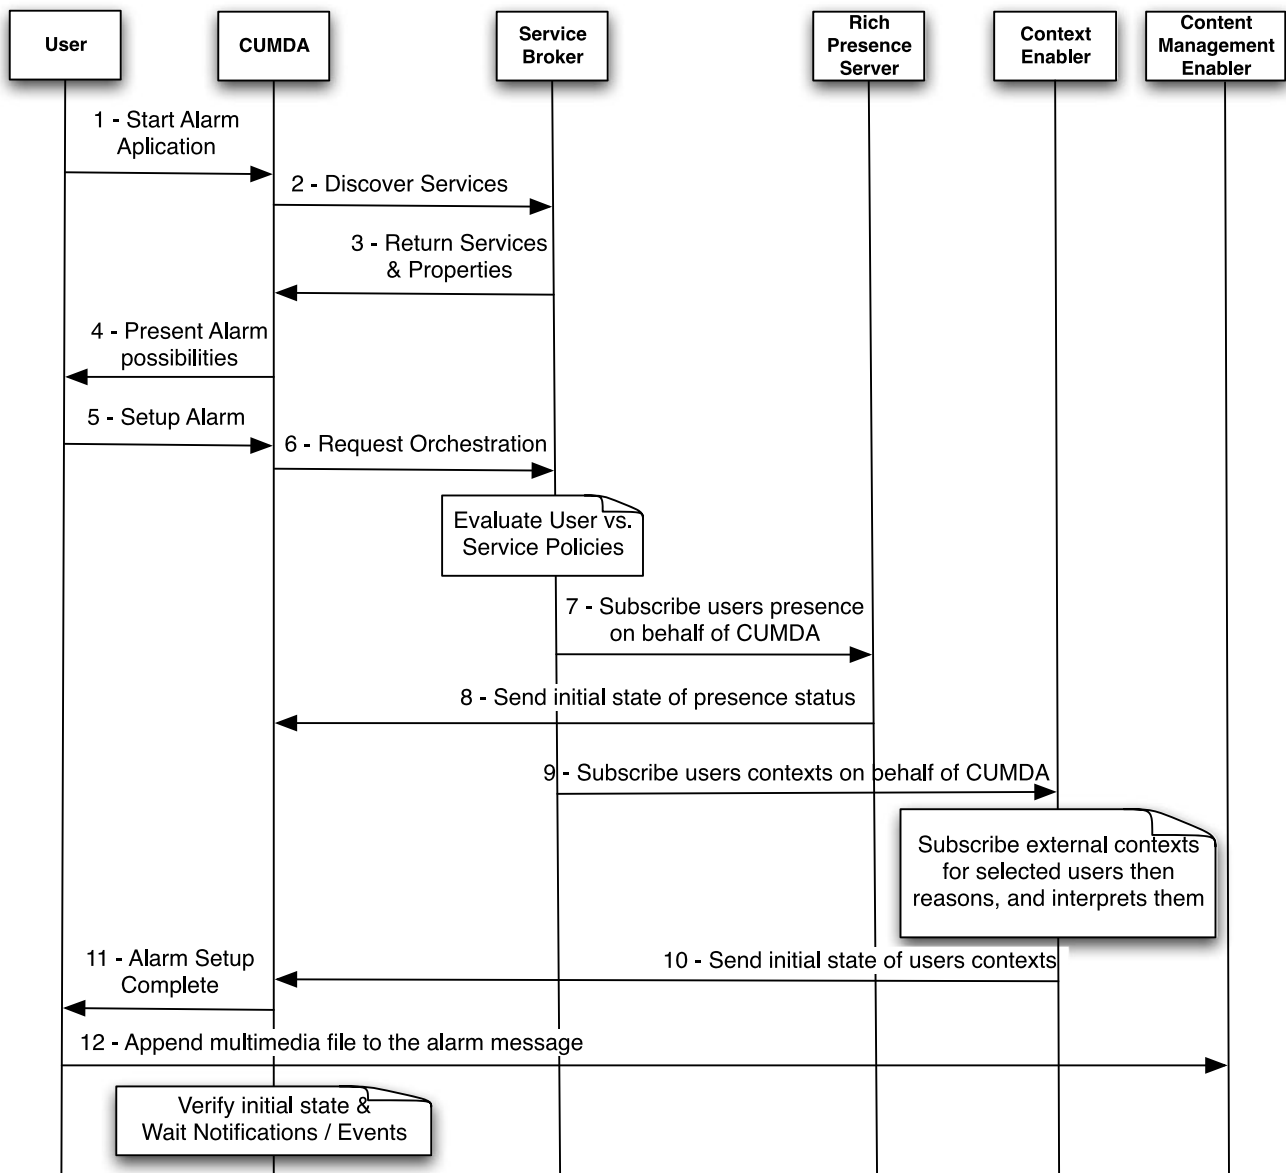 User
CUMDA
Service
Broker
Rich
Presence
Server
Context
Enabler
Content
Management
Enabler
1 - Start Alarm
Aplication
2 - Discover Services
3 - Return Services
& Properties
4 - Present Alarm
possibilities
5 - Setup Alarm
6 - Request Orchestration
Evaluate User vs.
Service Policies
7 - Subscribe users presence
on behalf of CUMDA
8 - Send initial state of presence status
9 - Subscribe users contexts on behalf of CUMDA
Subscribe external contexts
for selected users then
reasons, and interprets them
10 - Send initial state of users contexts
11 - Alarm Setup
Complete
12 - Append multimedia file to the alarm message
Verify initial state &
Wait Notifications / Events